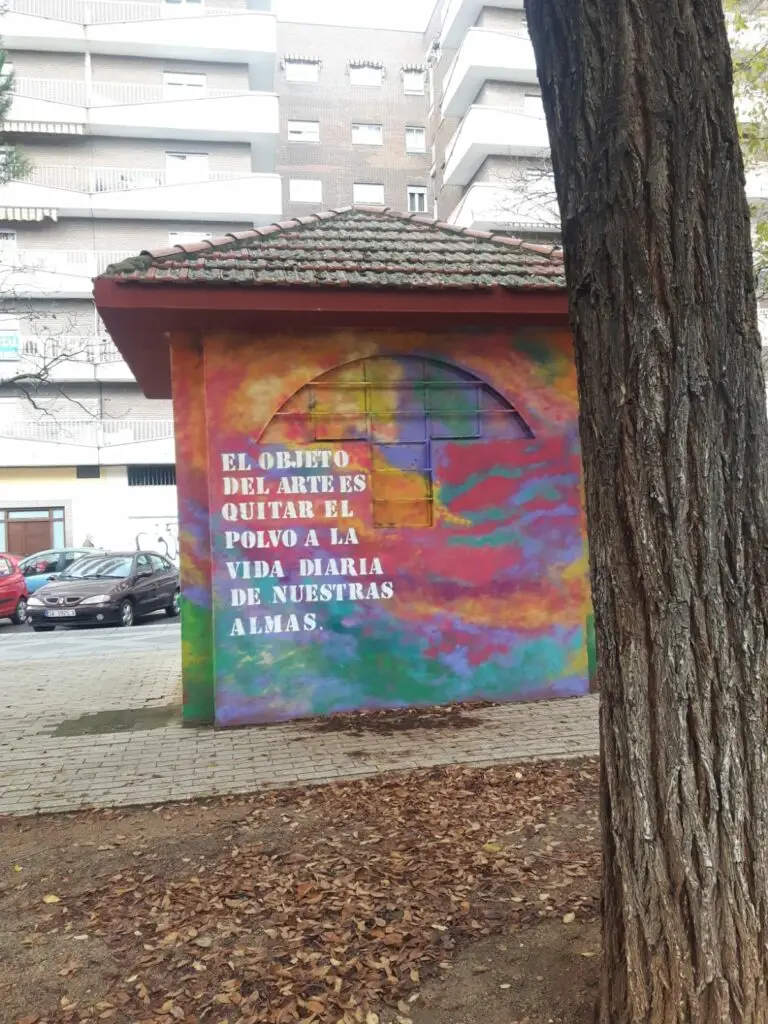 EL OBJETO
DEL ARTE ES
QUITAR EL
POLVO A LA
VIDA DIARIA
DE NUESTRAS
ALMAS.